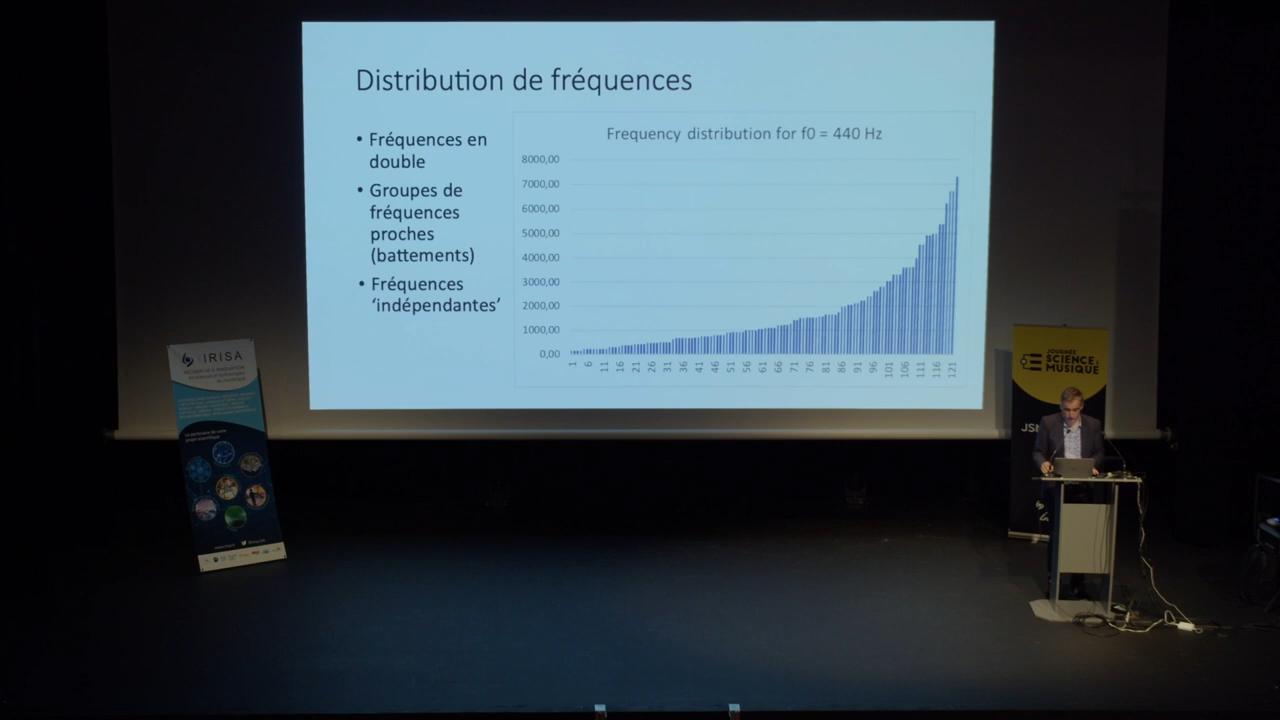 Distribution de fréquences
• Fréquences en
double
• Groupes de
fréquences
proches
(battements)
• Fréquences
‘indépendantes’
Frequency distribution for f0 = 440 Hz
8000,00
7000,00
6000,00
5000,00
4000,00
3000,00
2000,00
1000,00
0,00
1 6 11 16 21 26 31 36 41 46 51 56 61 66 71 76 81 86 91 96 101 106 111 116 121
IRISA
JOURNÉE
SCIENCE
MUSIQUE